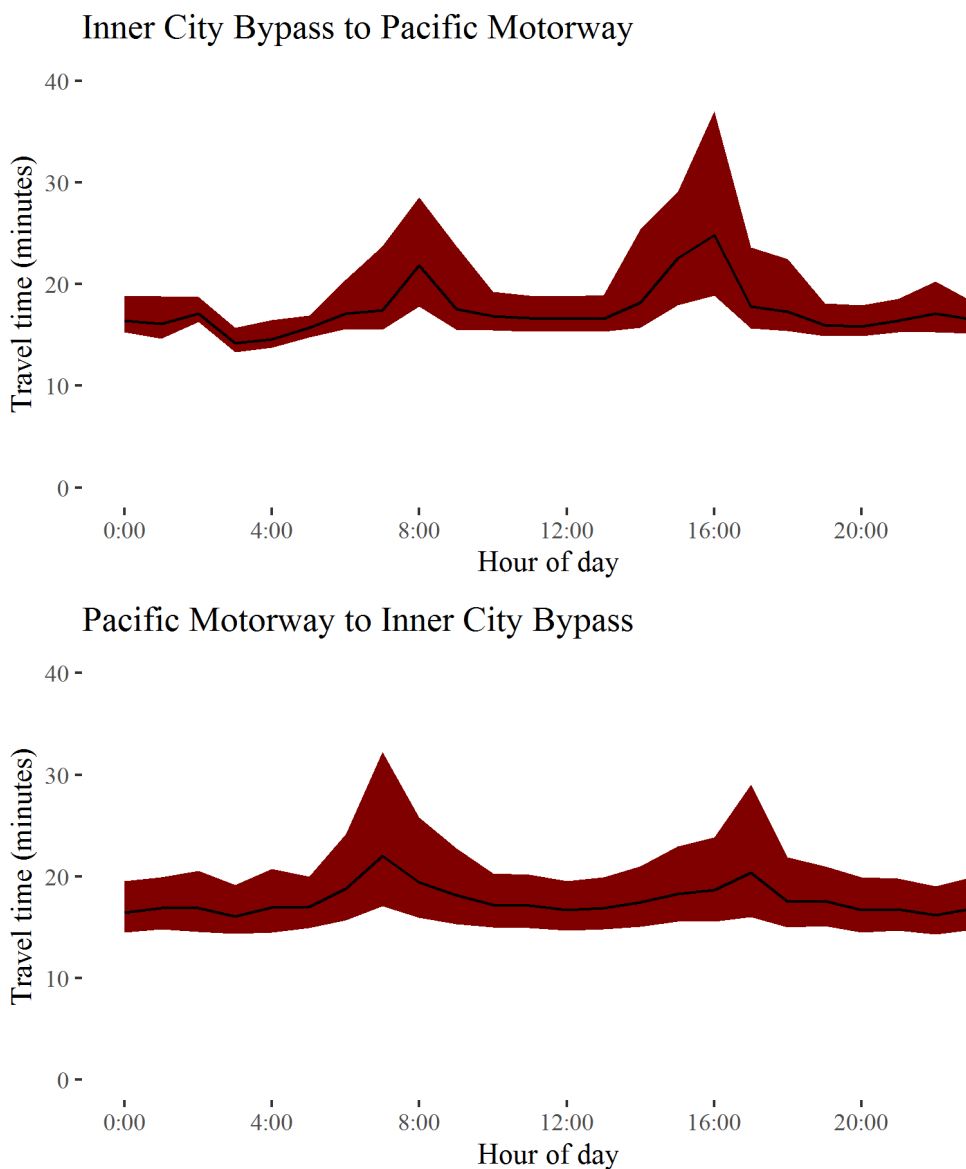 Inner City Bypass to Pacific Motorway
40
30
20
10
0
Travel time (minutes)
0:00 4:00 8:00 12:00 16:00 20:00
Hour of day
Pacific Motorway to Inner City Bypass
40
30
20
10
0
Travel time (minutes)
0:00 4:00 8:00 12:00 16:00 20:00
Hour of day